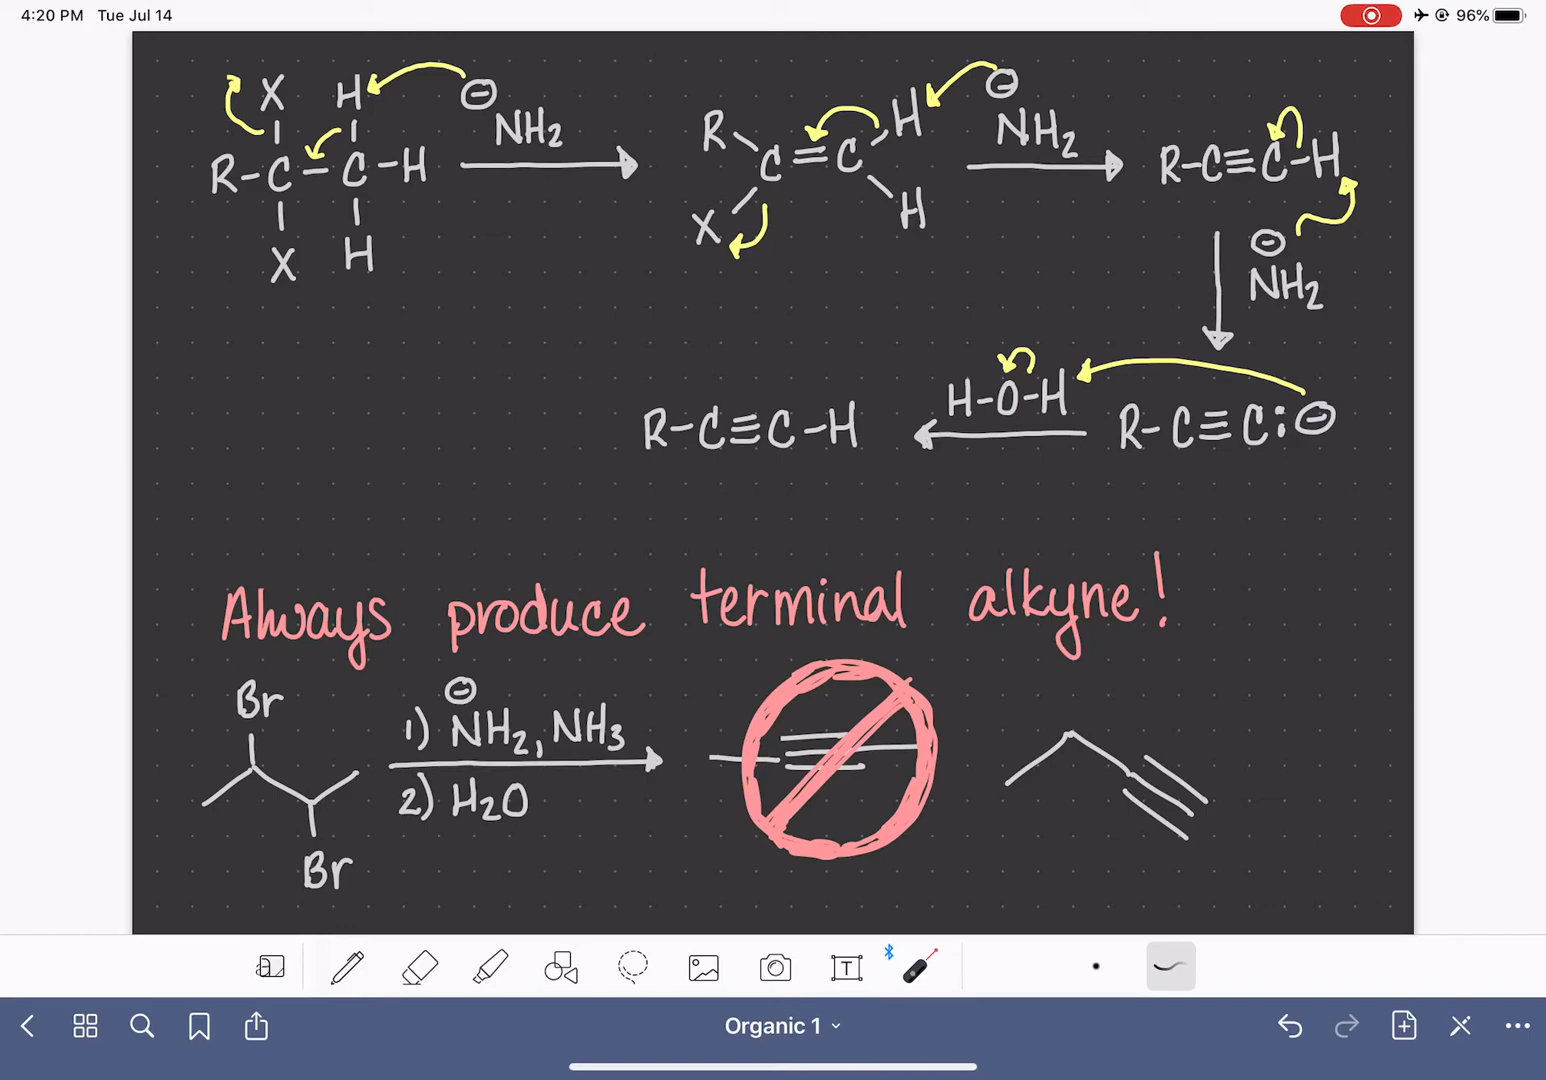 4:20 PM Tue Jul 14
96%
X H ⊖ NH2
R-C-C-H
X H
R H ⊖ NH2
C=C
X H
R-C≡C-H
⊖ NH2
R-C≡C-H
H-O-H
R-C≡C:⊖
Always produce terminal alkyne!
Br
Br
1) ⊖NH2, NH3
2) H2O
T
Organic 1